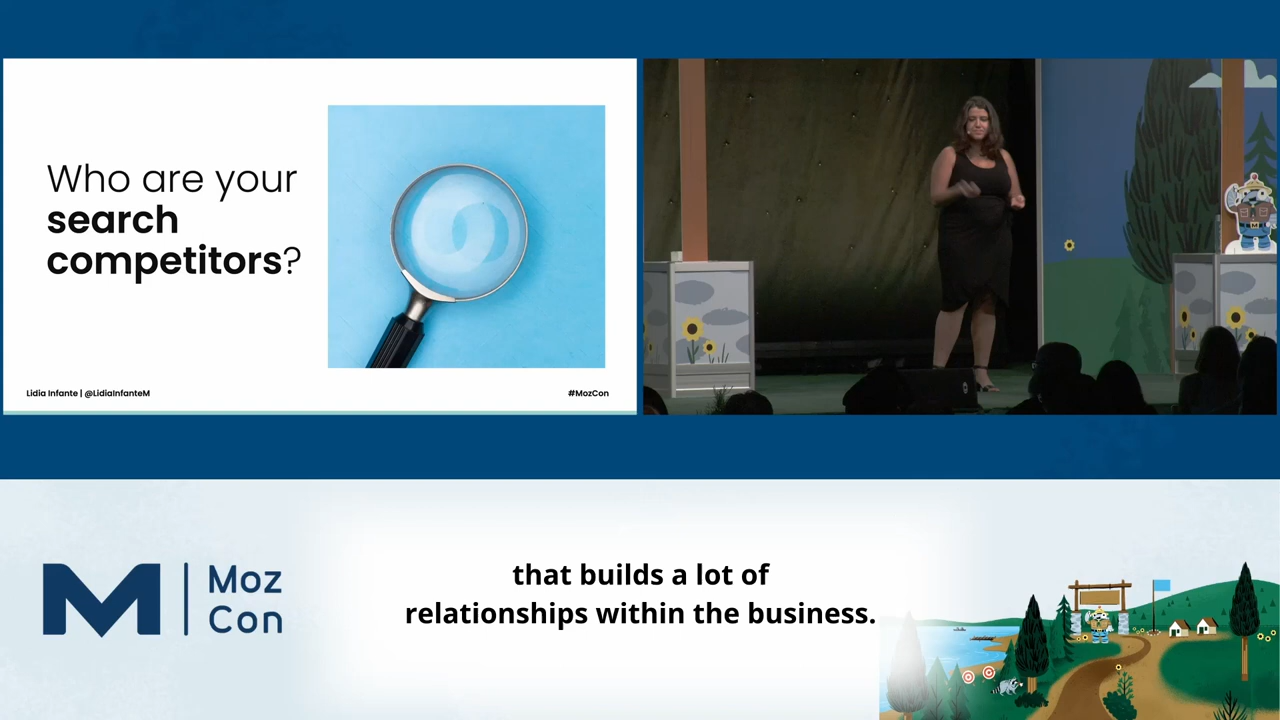 Who are your
search
competitors?
Lidia Infante | @LidiaInfanteM
#MozCon
M
Moz
Con
that builds a lot of
relationships within the business.